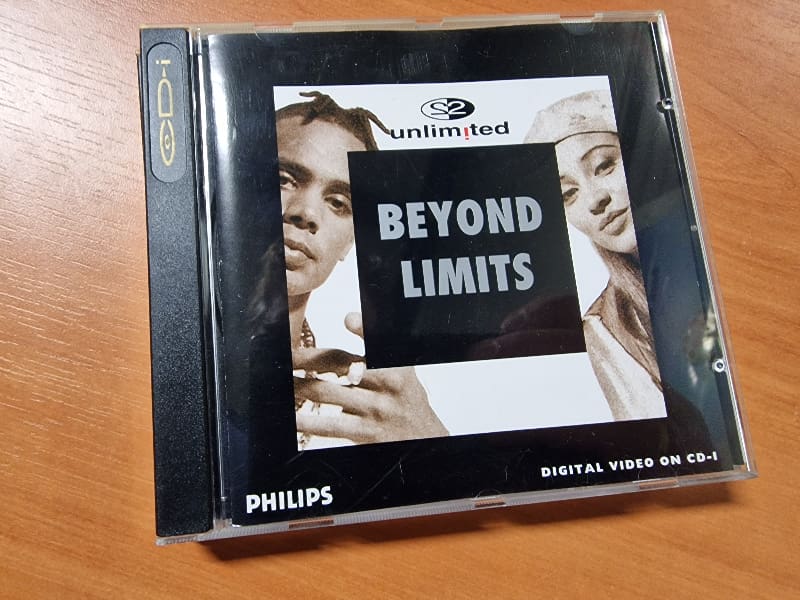 CD-i
2
unlimited
BEYOND
LIMITS
DIGITAL VIDEO ON CD-I
PHILIPS